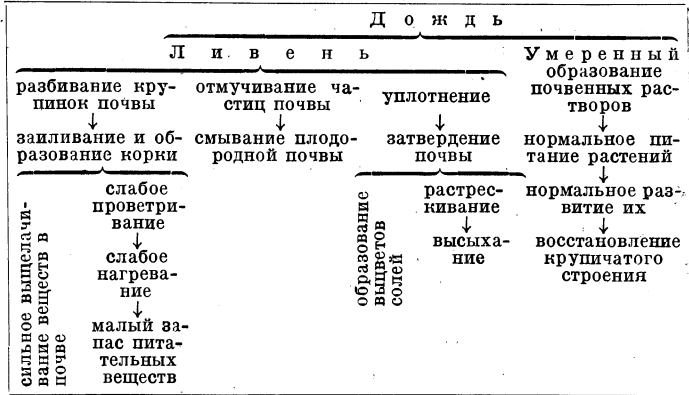 Дождь
Ливень
Умеренный
разбивание кру-
пинок почвы
заиливание и об-
разование корки
сильное выщелачи-
вание веществ в
почве
слабое
проветри-
вание
слабое
нагрева-
ние
малый за-
пас пита-
тельных
веществ
отмучивание ча-
стиц почвы
смывание плодо-
родной почвы
уплотнение
затвердение
почвы
образование
выцветов
солей
растрес-
кивание
высыха-
ние
образование
почвенных рас-
творов
нормальное пи-
тание растений
нормальное раз-
витие их
восстановление
крупичатого
строения